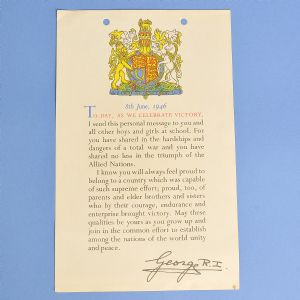 8th June, 1946
TO-DAY, AS WE CELEBRATE VICTORY,
I send this personal message to you and
all other boys and girls at school. For
you have shared in the hardships and
dangers of a total war and you have
shared no less in the triumph of the
Allied Nations.
I know you will always feel proud to
belong to a country which was capable
of such supreme effort; proud, too, of
parents and elder brothers and sisters
who by their courage, endurance and
enterprise brought victory. May these
qualities be yours as you grow up and
join in the common effort to establish
among the nations of the world unity
and peace.
George R.I.